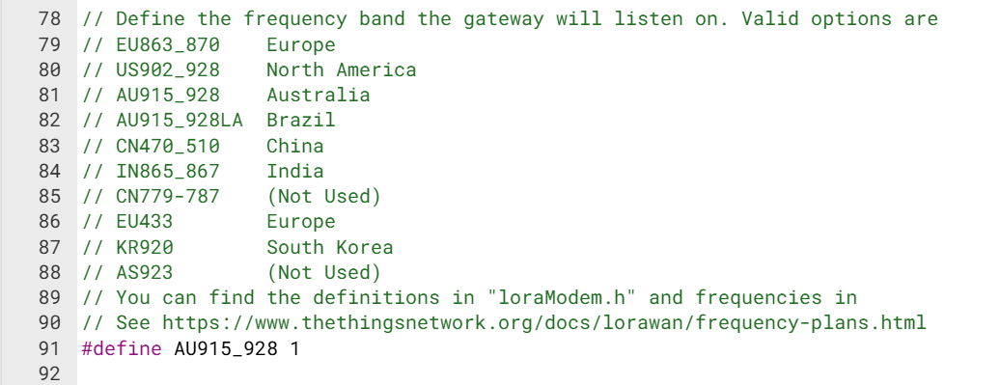 78 // Define the frequency band the gateway will listen on. Valid options are
79 // EU863_870    Europe
80 // US902_928    North America
81 // AU915_928    Australia
82 // AU915_928LA  Brazil
83 // CN470_510    China
84 // IN865_867    India
85 // CN779-787    (Not Used)
86 // EU433        Europe
87 // KR920        South Korea
88 // AS923        (Not Used)
89 // You can find the definitions in "loraModem.h" and frequencies in
90 // See https://www.thethingsnetwork.org/docs/lorawan/frequency-plans.html
91 #define AU915_928 1
92